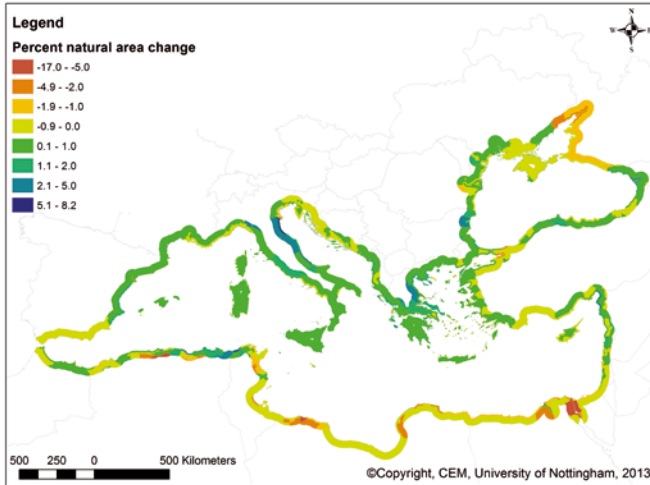 Legend
Percent natural area change
-17.0 - -5.0
-4.9 - -2.0
-1.9 - -1.0
-0.9 - 0.0
0.1 - 1.0
1.1 - 2.0
2.1 - 5.0
5.1 - 8.2
N
W E
S
500 250 0 500 Kilometers
©Copyright, CEM, University of Nottingham, 2013